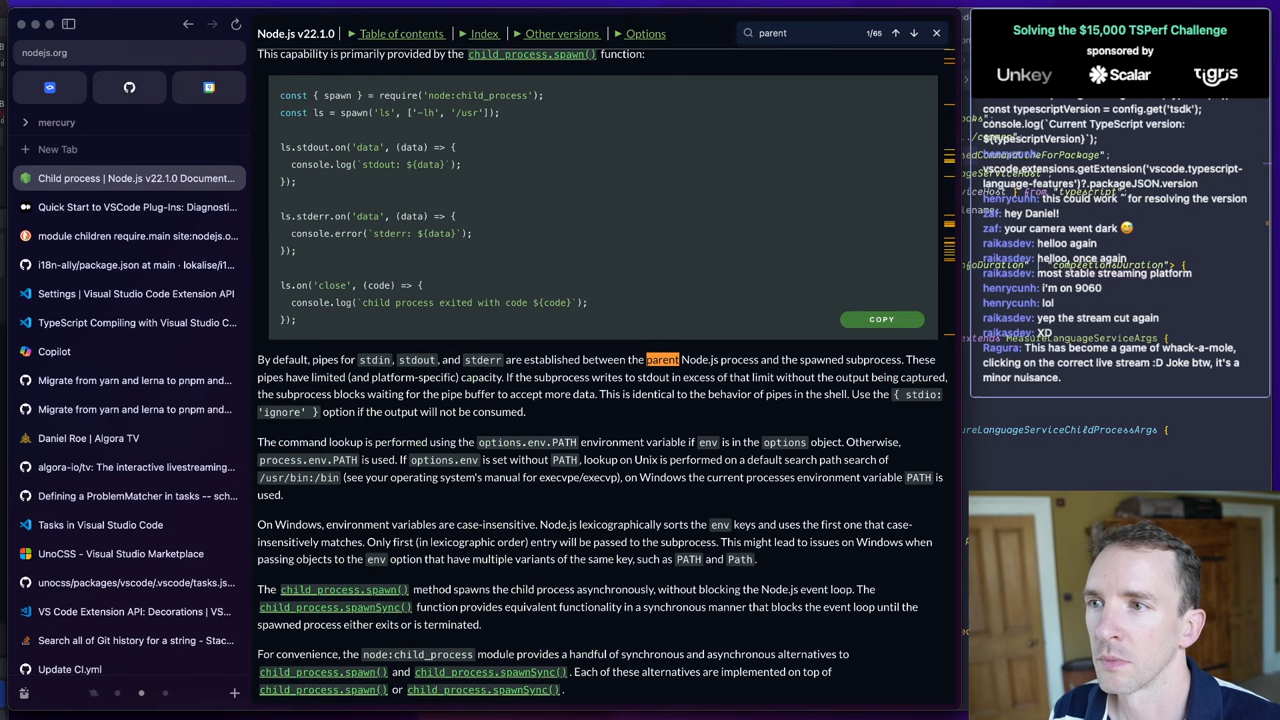 nodejs.org
mercury
New Tab
Child process | Node.js v22.1.0 Document...
Quick Start to VSCode Plug-Ins: Diagnosti...
module children require.main site:nodejs.o...
i18n-ally/package.json at main · lokalise/i1...
Settings | Visual Studio Code Extension API
TypeScript Compiling with Visual Studio C...
Copilot
Migrate from yarn and lerna to pnpm and...
Migrate from yarn and lerna to pnpm and...
Daniel Roe | Algora TV
algora-io/tv: The interactive livestreaming...
Defining a ProblemMatcher in tasks -- sch...
Tasks in Visual Studio Code
UnoCSS - Visual Studio Marketplace
unocss/packages/vscode/.vscode/tasks.js...
VS Code Extension API: Decorations | VS...
Search all of Git history for a string - Stac...
Update CI.yml
Node.js v22.1.0
Table of contents
Index
Other versions
Options
parent
1/65
This capability is primarily provided by the child_process.spawn() function:
const { spawn } = require('node:child_process');
const ls = spawn('ls', ['-lh', '/usr']);
ls.stdout.on('data', (data) => {
console.log(`stdout: ${data}`);
});
ls.stderr.on('data', (data) => {
console.error(`stderr: ${data}`);
});
ls.on('close', (code) => {
console.log(`child process exited with code ${code}`);
});
COPY
By default, pipes for stdin, stdout, and stderr are established between the parent Node.js process and the spawned subprocess. These
pipes have limited (and platform-specific) capacity. If the subprocess writes to stdout in excess of that limit without the output being captured,
the subprocess blocks waiting for the pipe buffer to accept more data. This is identical to the behavior of pipes in the shell. Use the { stdio:
'ignore' } option if the output will not be consumed.
The command lookup is performed using the options.env.PATH environment variable if env is in the options object. Otherwise,
process.env.PATH is used. If options.env is set without PATH, lookup on Unix is performed on a default search path search of
/usr/bin:/bin (see your operating system's manual for execvpe/execvp), on Windows the current processes environment variable PATH is
used.
On Windows, environment variables are case-insensitive. Node.js lexicographically sorts the env keys and uses the first one that case-
insensitively matches. Only first (in lexicographic order) entry will be passed to the subprocess. This might lead to issues on Windows when
passing objects to the env option that have multiple variants of the same key, such as PATH and Path.
The child_process.spawn() method spawns the child process asynchronously, without blocking the Node.js event loop. The
child_process.spawnSync() function provides equivalent functionality in a synchronous manner that blocks the event loop until the
spawned process either exits or is terminated.
For convenience, the node:child_process module provides a handful of synchronous and asynchronous alternatives to
child_process.spawn() and child_process.spawnSync(). Each of these alternatives are implemented on top of
child_process.spawn() or child_process.spawnSync().
Solving the $15,000 TSPerf Challenge
sponsored by
Unkey
Scalar
tigris
const typescriptVersion = config.get('tsdk');
console.log(`Current TypeScript version:
${typescriptVersion}`);
henrycunh:
vscode.extensions.getExtension('vscode.typescript-
language-features')?.packageJSON.version
henrycunh: this could work ^ for resolving the version
zaf: hey Daniel!
zaf: your camera went dark 😅
raikasdev: helloo again
raikasdev: helloo, once again
raikasdev: most stable streaming platform
henrycunh: i'm on 9060
henrycunh: lol
raikasdev: yep the stream cut again
raikasdev: XD
Ragura: This has become a game of whack-a-mole,
clicking on the correct live stream :D Joke btw, it's a
minor nuisance.
"completionsDuration"> {
MeasureLanguageServiceArgs {
ureLanguageServiceChildProcessArgs {